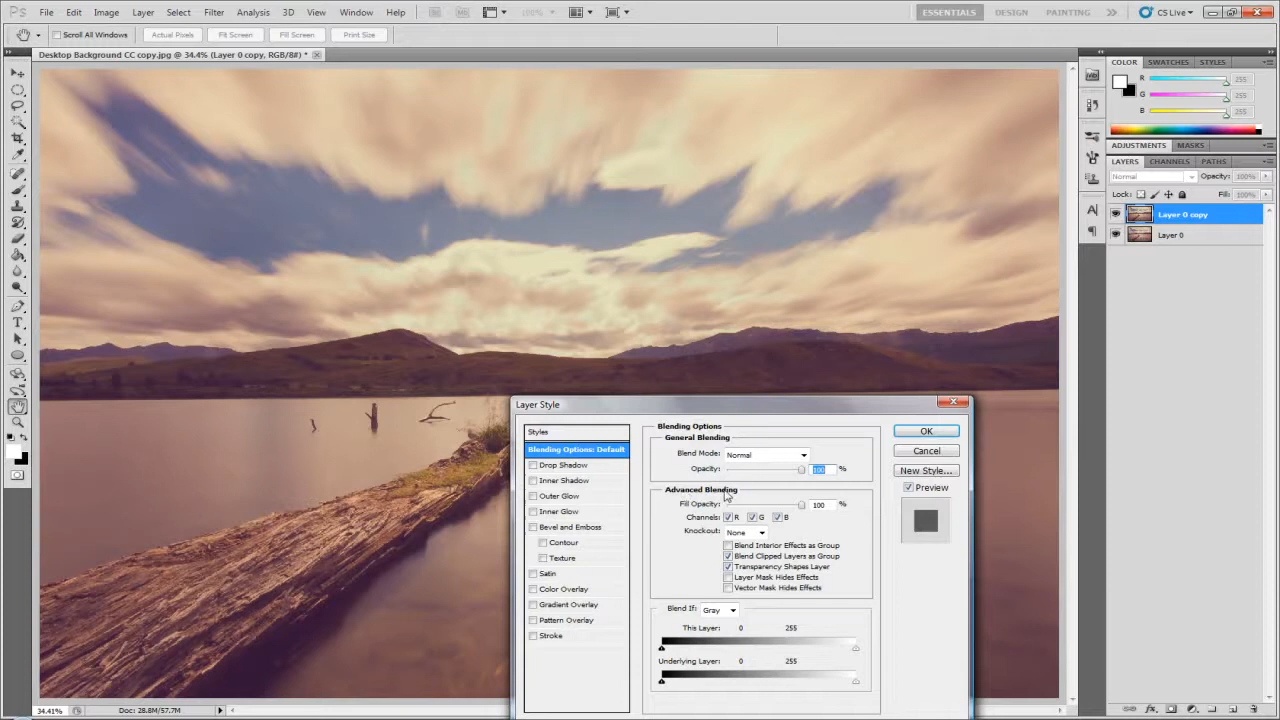 Ps File Edit Image Layer Select Filter Analysis 3D View Window Help 100% ESSENTIALS DESIGN PAINTING CS Live
Scroll All Windows Actual Pixels Fit Screen Fill Screen Print Size
Desktop Background CC copy.jpg @ 34.4% (Layer 0 copy, RGB/8#) *
COLOR SWATCHES STYLES
R 255
G 255
B 255
ADJUSTMENTS MASKS
LAYERS CHANNELS PATHS
Normal Opacity: 100%
Lock: Fill: 100%
Layer 0 copy
Layer 0
Layer Style
Styles
Blending Options: Default
Drop Shadow
Inner Shadow
Outer Glow
Inner Glow
Bevel and Emboss
Contour
Texture
Satin
Color Overlay
Gradient Overlay
Pattern Overlay
Stroke
Blending Options
General Blending
Blend Mode: Normal
Opacity: 100 %
Advanced Blending
Fill Opacity: 100 %
Channels: R G B
Knockout: None
Blend Interior Effects as Group
Blend Clipped Layers as Group
Transparency Shapes Layer
Layer Mask Hides Effects
Vector Mask Hides Effects
Blend If: Gray
This Layer: 0 255
Underlying Layer: 0 255
OK
Cancel
New Style...
Preview
34.41% Doc: 28.8M/57.7M